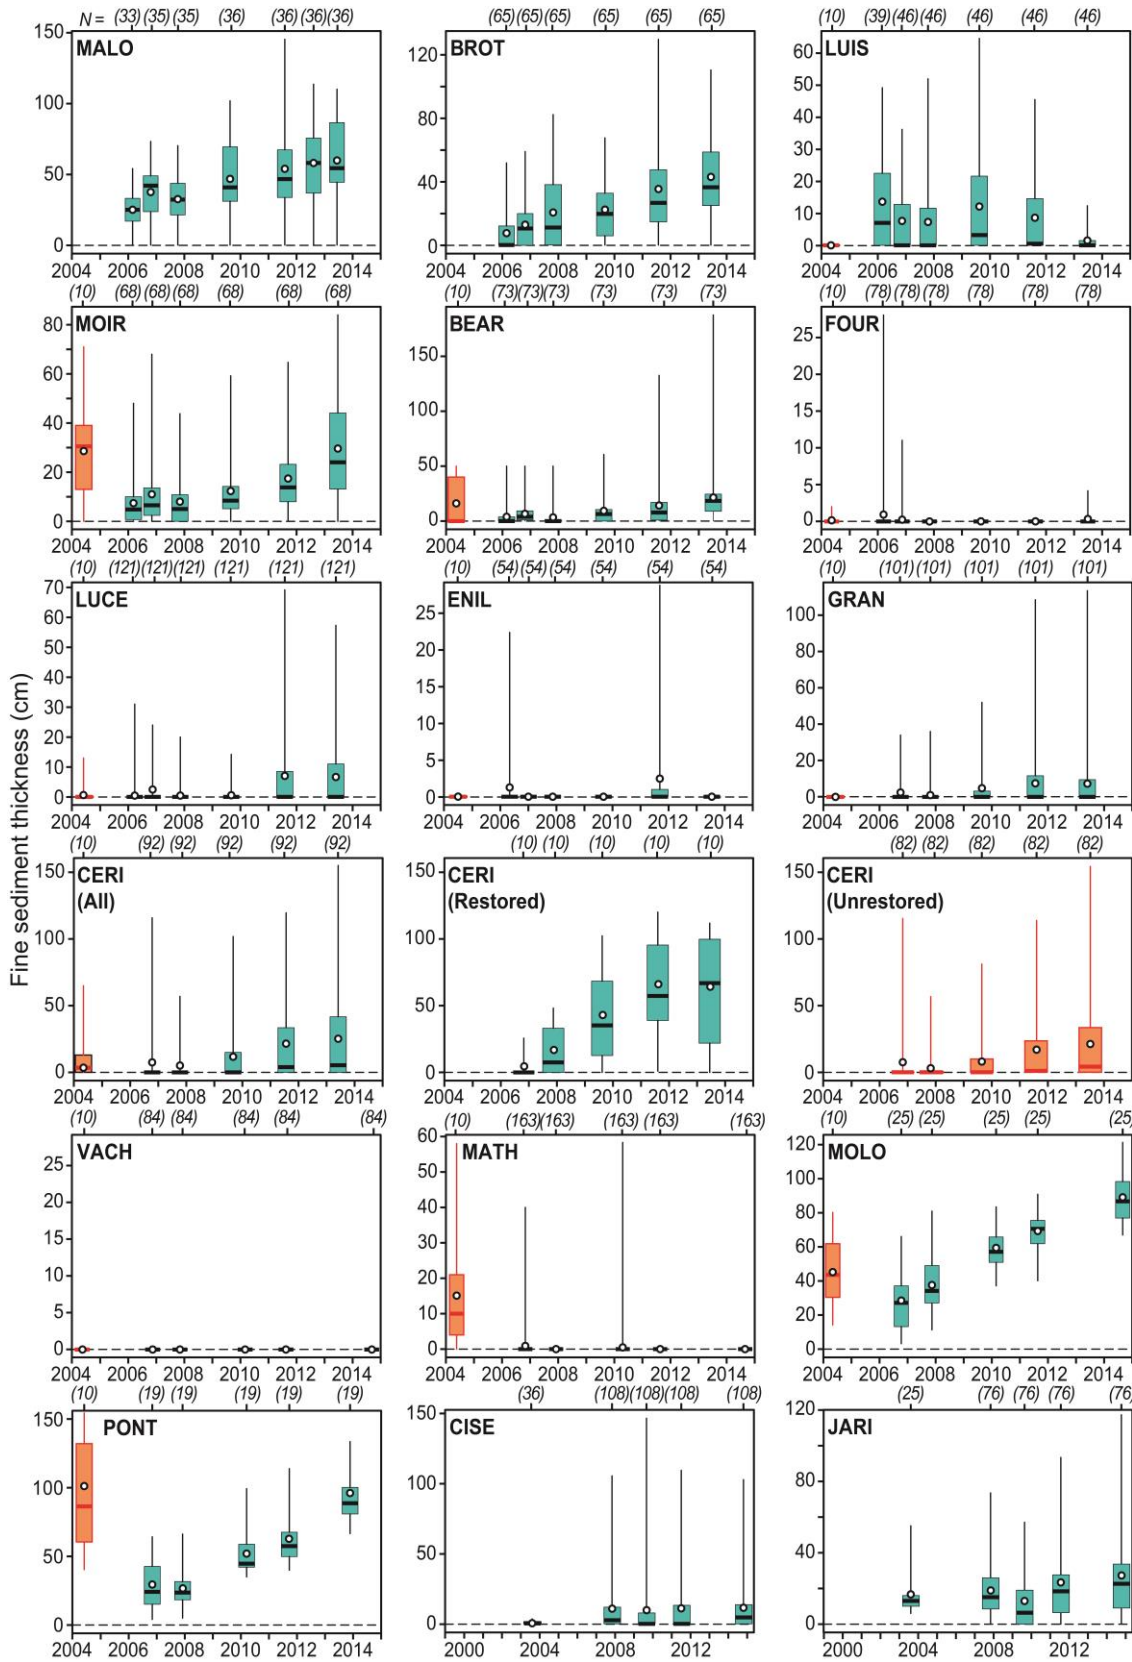 Fine sediment thickness (cm)
N = (33) (35) (35) (36) (36) (36) (36)
MALO
150
100
50
0
2004 2006 2008 2010 2012 2014
(65) (65) (65) (65) (65) (65)
BROT
120
80
40
0
2004 2006 2008 2010 2012 2014
(10) (39) (46) (46) (46) (46) (46)
LUIS
60
50
40
30
20
10
0
2004 2006 2008 2010 2012 2014
(10) (68) (68) (68) (68) (68) (68)
MOIR
80
60
40
20
0
2004 2006 2008 2010 2012 2014
(10) (73) (73) (73) (73) (73) (73)
BEAR
150
100
50
0
2004 2006 2008 2010 2012 2014
(10) (78) (78) (78) (78) (78) (78)
FOUR
25
20
15
10
5
0
2004 2006 2008 2010 2012 2014
(10) (121) (121) (121) (121) (121) (121)
LUCE
70
60
50
40
30
20
10
0
2004 2006 2008 2010 2012 2014
(10) (54) (54) (54) (54) (54) (54)
ENIL
25
20
15
10
5
0
2004 2006 2008 2010 2012 2014
(10) (101) (101) (101) (101) (101)
GRAN
100
80
60
40
20
0
2004 2006 2008 2010 2012 2014
(10) (92) (92) (92) (92) (92)
CERI
(All)
150
100
50
0
2004 2006 2008 2010 2012 2014
(10) (10) (10) (10) (10)
CERI
(Restored)
150
100
50
0
2004 2006 2008 2010 2012 2014
(82) (82) (82) (82) (82)
CERI
(Unrestored)
150
100
50
0
2004 2006 2008 2010 2012 2014
(10) (84) (84) (84) (84) (84)
VACH
25
20
15
10
5
0
2004 2006 2008 2010 2012 2014
(10) (163) (163) (163) (163) (163)
MATH
60
50
40
30
20
10
0
2004 2006 2008 2010 2012 2014
(10) (25) (25) (25) (25) (25)
MOLO
120
100
80
60
40
20
0
2004 2006 2008 2010 2012 2014
(10) (19) (19) (19) (19) (19)
PONT
150
100
50
0
2004 2006 2008 2010 2012 2014
(36) (108) (108) (108) (108)
CISE
150
100
50
0
2000 2004 2008 2012
(25) (76) (76) (76) (76)
JARI
120
80
40
0
2000 2004 2008 2012